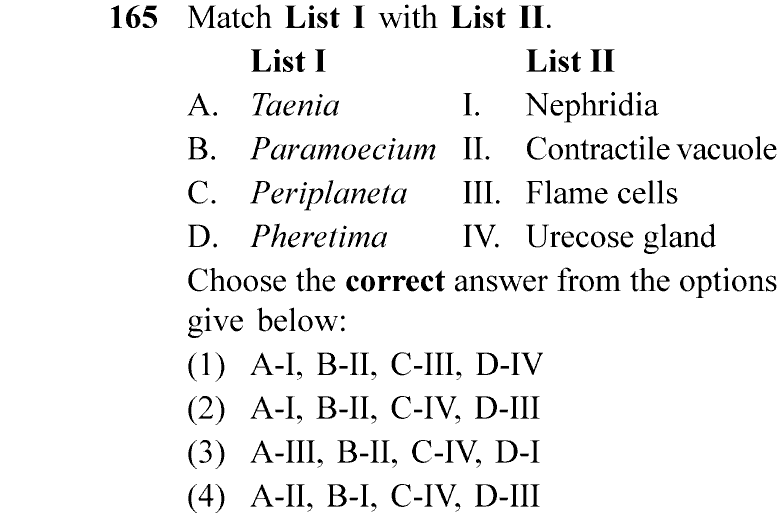 165 Match List I with List II.
List I List II
A. Taenia I. Nephridia
B. Paramoecium II. Contractile vacuole
C. Periplaneta III. Flame cells
D. Pheretima IV. Urecose gland
Choose the correct answer from the options
give below:
(1) A-I, B-II, C-III, D-IV
(2) A-I, B-II, C-IV, D-III
(3) A-III, B-II, C-IV, D-I
(4) A-II, B-I, C-IV, D-III